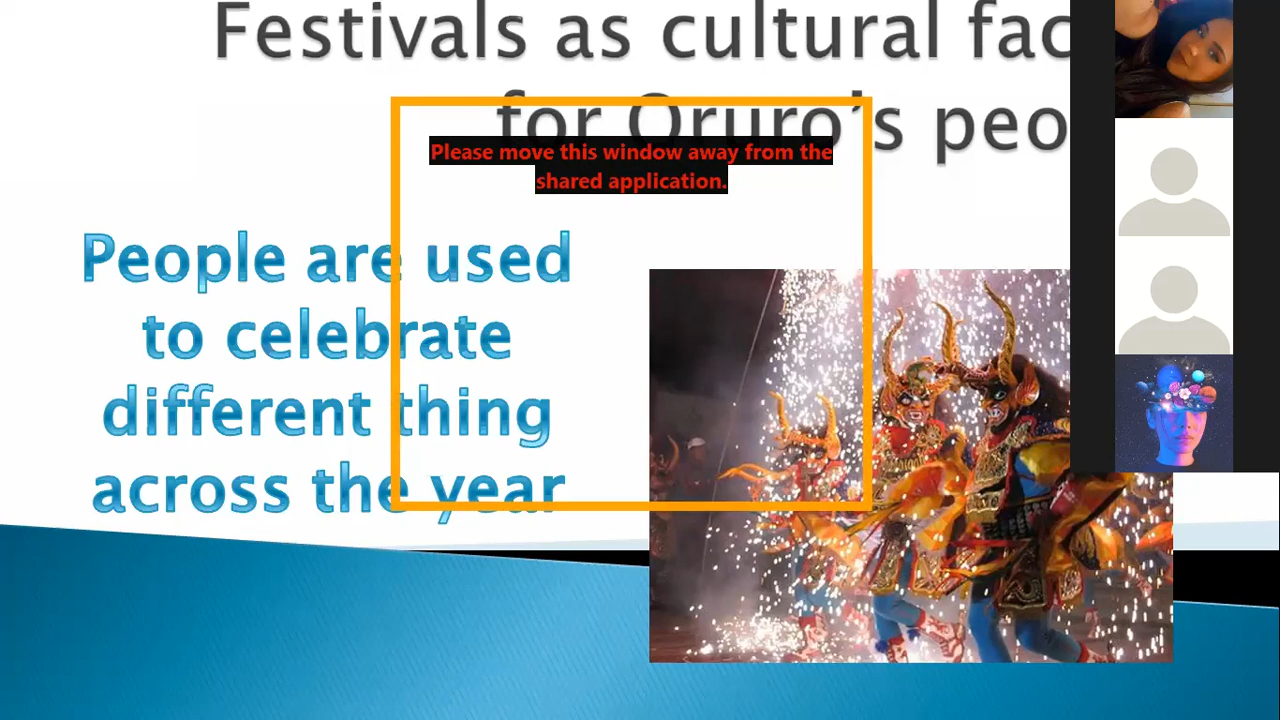 Festivals as cultural fac
for Oruro's peo
Please move this window away from the
shared application.
People are used
to celebrate
different thing
across the year